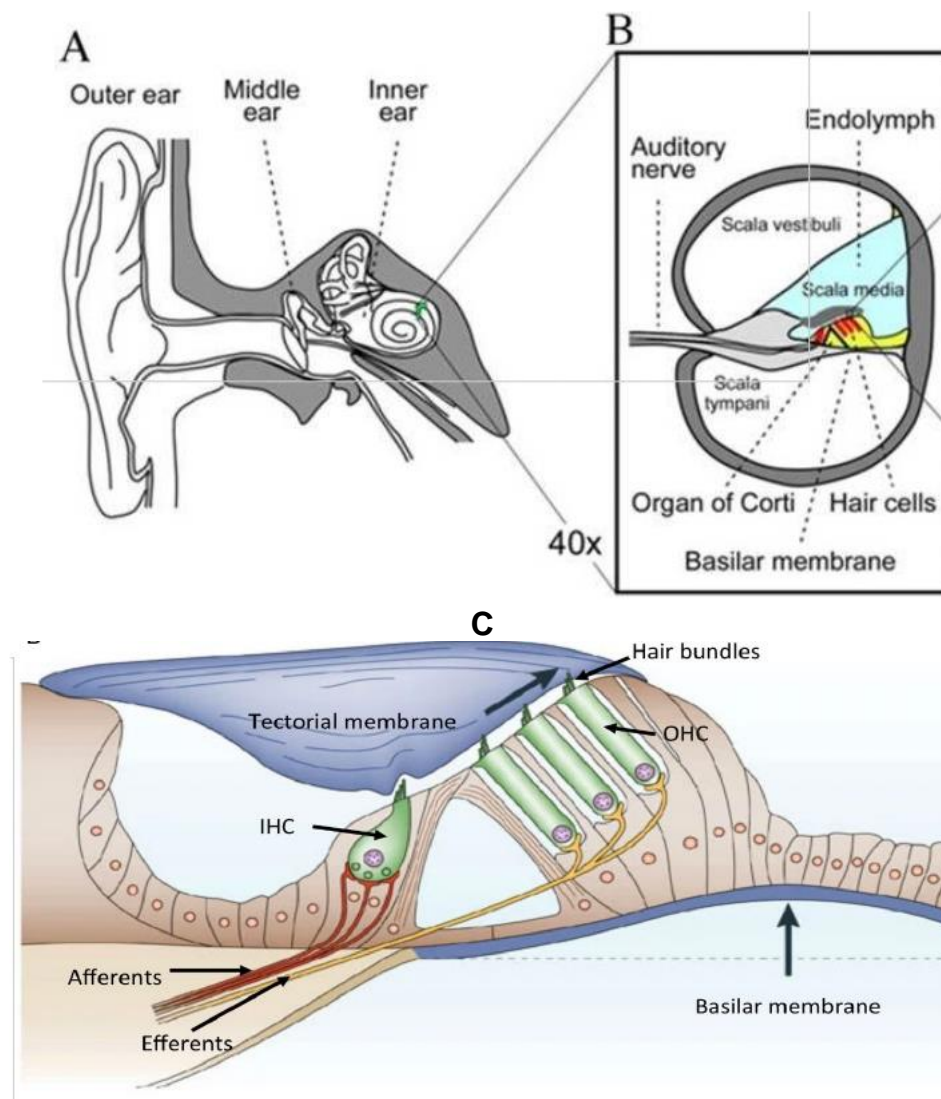 A
Outer ear
Middle
ear
Inner
ear
40x
B
Endolymph
Auditory
nerve
Scala vestibuli
Scala media
Scala
tympani
Organ of Corti
Hair cells
Basilar membrane
C
Hair bundles
Tectorial membrane
OHC
IHC
Afferents
Efferents
Basilar membrane